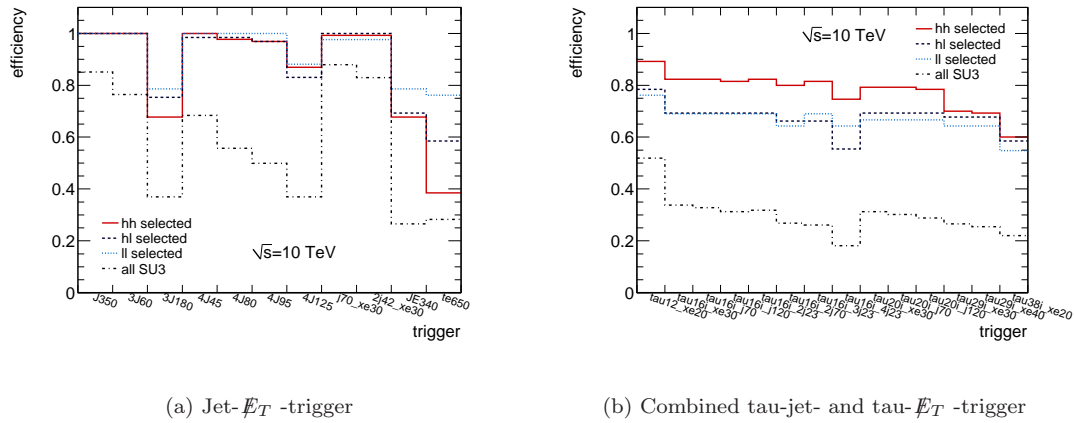 efficiency
1
0.8
0.6
0.4
0.2
0
hh selected
hl selected
ll selected
all SU3
√s=10 TeV
J350
3J60
3J180
4J45
4J80
4J95
4J125
j70_xe30
2j42_xe30
JE340
te650
trigger
(a) Jet-E̸_T -trigger
efficiency
1
0.8
0.6
0.4
0.2
0
√s=10 TeV
hh selected
hl selected
ll selected
all SU3
tau12_xe20
tau16i_xe30
tau16i_j70
tau16i_j120
tau16i_2j23
tau16i_2j70
tau16i_3j23
tau16i_4j23
tau20i_xe30
tau20i_j70
tau20i_j120
tau29i_xe30
tau29i_xe40
tau38i_xe20
trigger
(b) Combined tau-jet- and tau-E̸_T -trigger